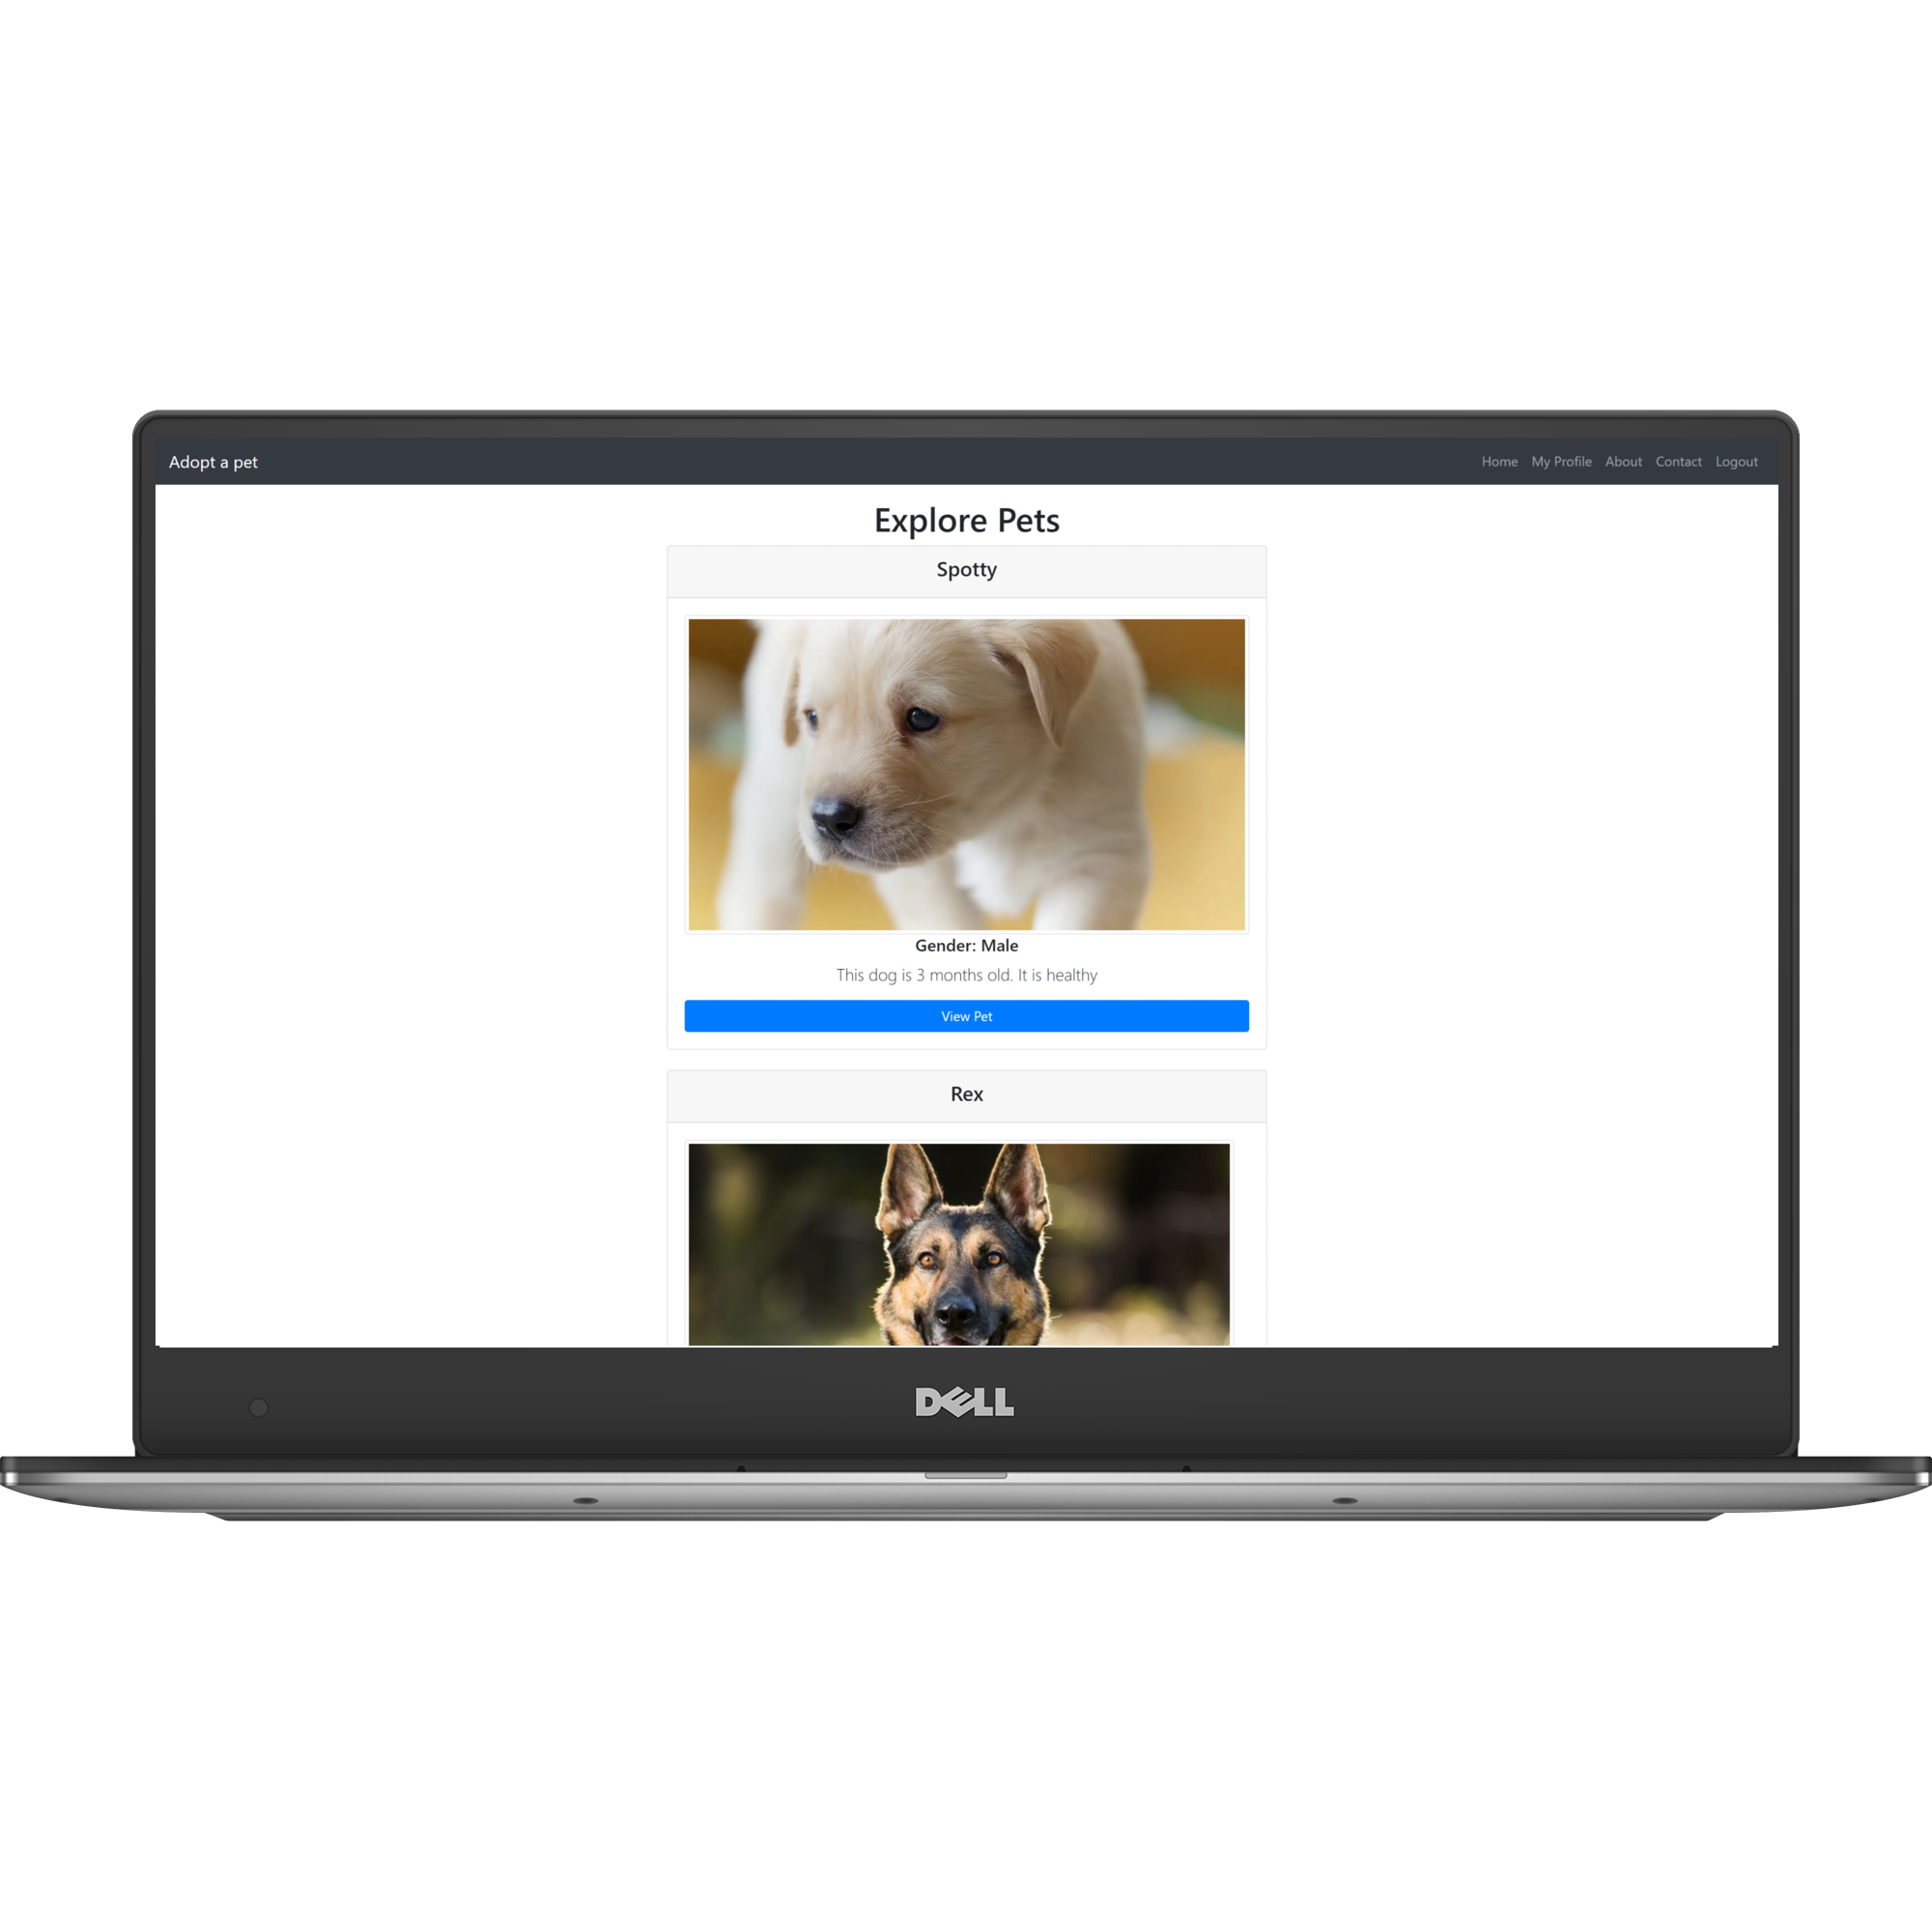 Adopt a pet
Home My Profile About Contact Logout
Explore Pets
Spotty
Gender: Male
This dog is 3 months old. It is healthy
View Pet
Rex
DELL